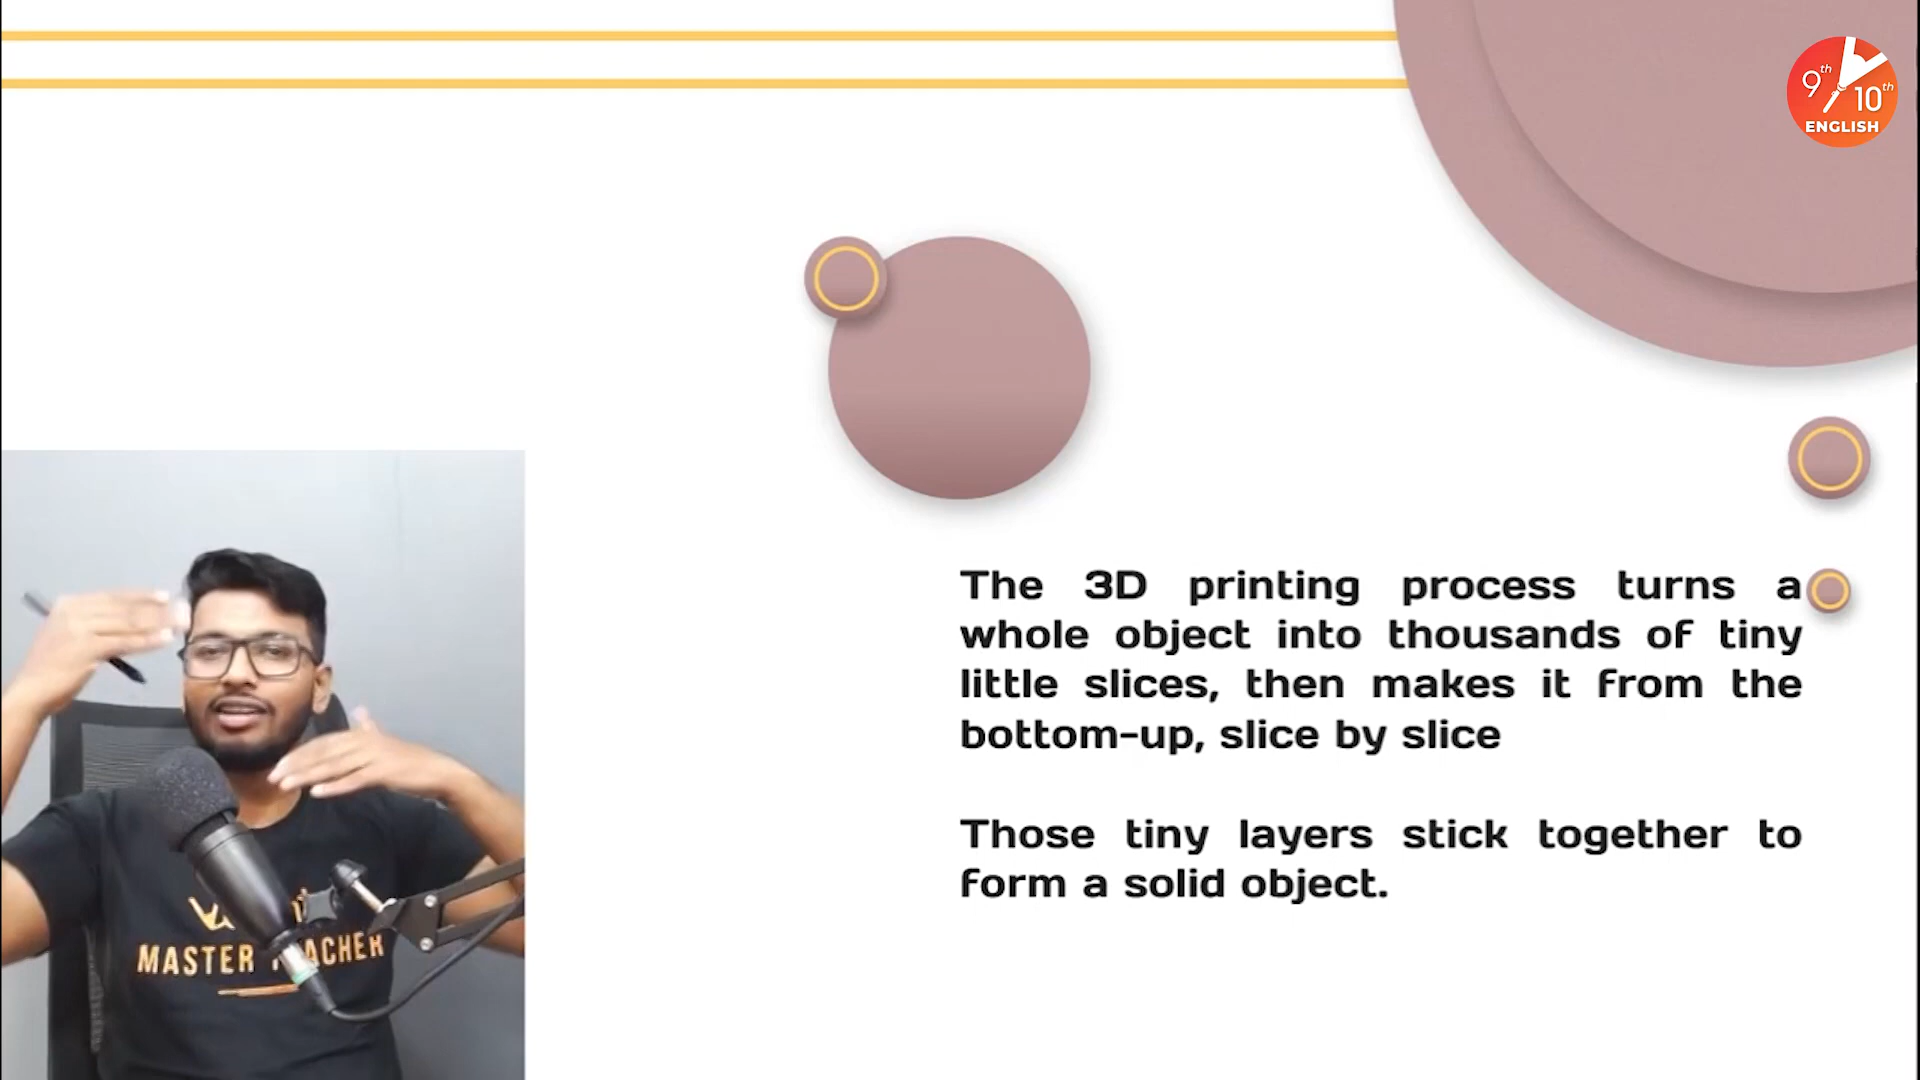 9th
10th
ENGLISH
The 3D printing process turns a
whole object into thousands of tiny
little slices, then makes it from the
bottom-up, slice by slice
Those tiny layers stick together to
form a solid object.
MASTER